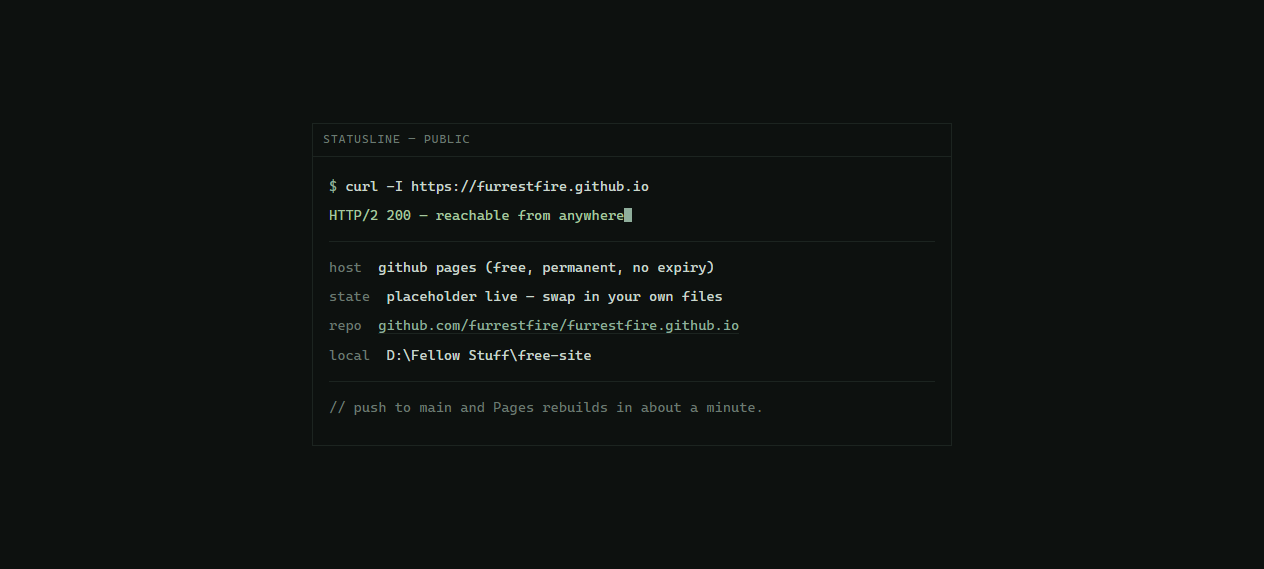 STATUSLINE — PUBLIC
$ curl -I https://furrestfire.github.io
HTTP/2 200 — reachable from anywhere
host github pages (free, permanent, no expiry)
state placeholder live — swap in your own files
repo github.com/furrestfire/furrestfire.github.io
local D:\Fellow Stuff\free-site
// push to main and Pages rebuilds in about a minute.